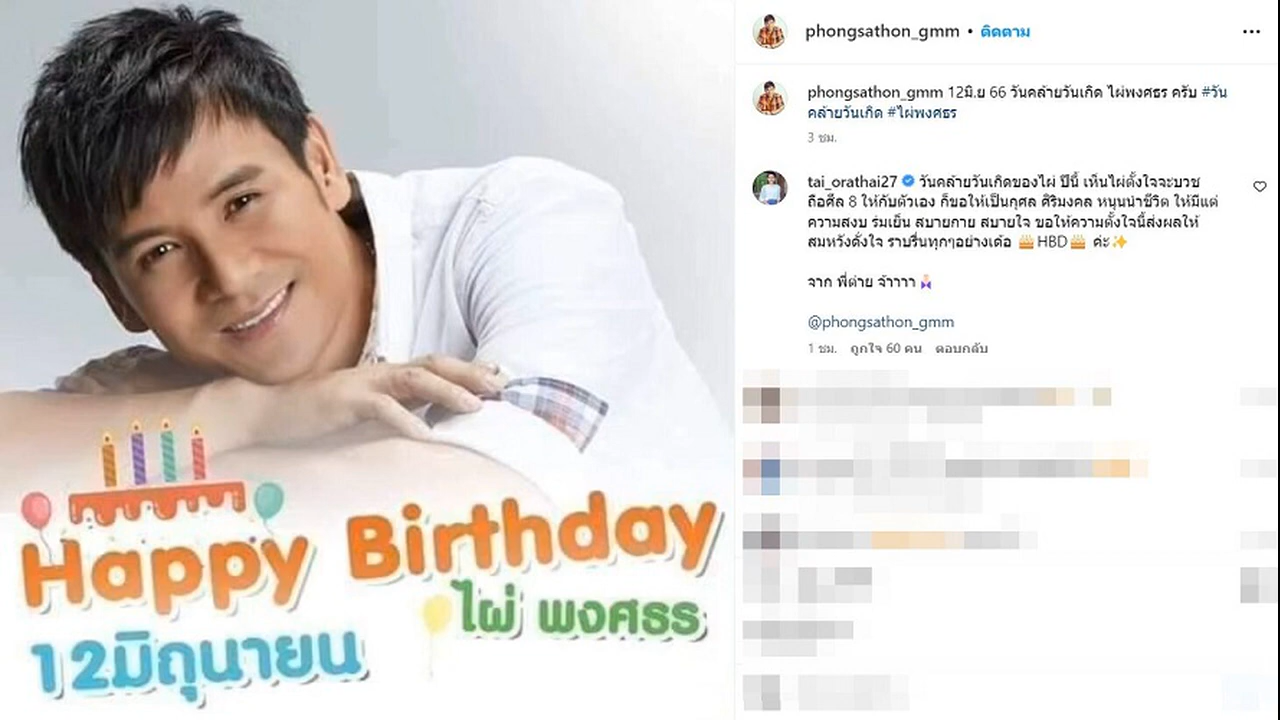 Happy Birthday
ไผ่ พงศธร
12มิถุนายน
phongsathon_gmm • ติดตาม
phongsathon_gmm 12มิ.ย 66 วันคล้ายวันเกิด ไผ่พงศธร ครับ #วัน
คล้ายวันเกิด #ไผ่พงศธร
3 ชม.
tai_orathai27 วันคล้ายวันเกิดของไผ่ ปีนี้ เห็นไผ่ตั้งใจจะบวช
ถือศีล 8 ให้กับตัวเอง ก็ขอให้เป็นกุศล ศิริมงคล หนุนนำชีวิต ให้มีแต่
ความสงบ ร่มเย็น สบายกาย สบายใจ ขอให้ความตั้งใจนี้ส่งผลให้
สมหวังดั่งใจ ราบรื่นทุกๆอย่างเด้อ 🎂HBD🎂 ค่ะ✨
จาก พี่ต่าย จ้าาาา
@phongsathon_gmm
1 ชม. ถูกใจ 60 คน ตอบกลับ